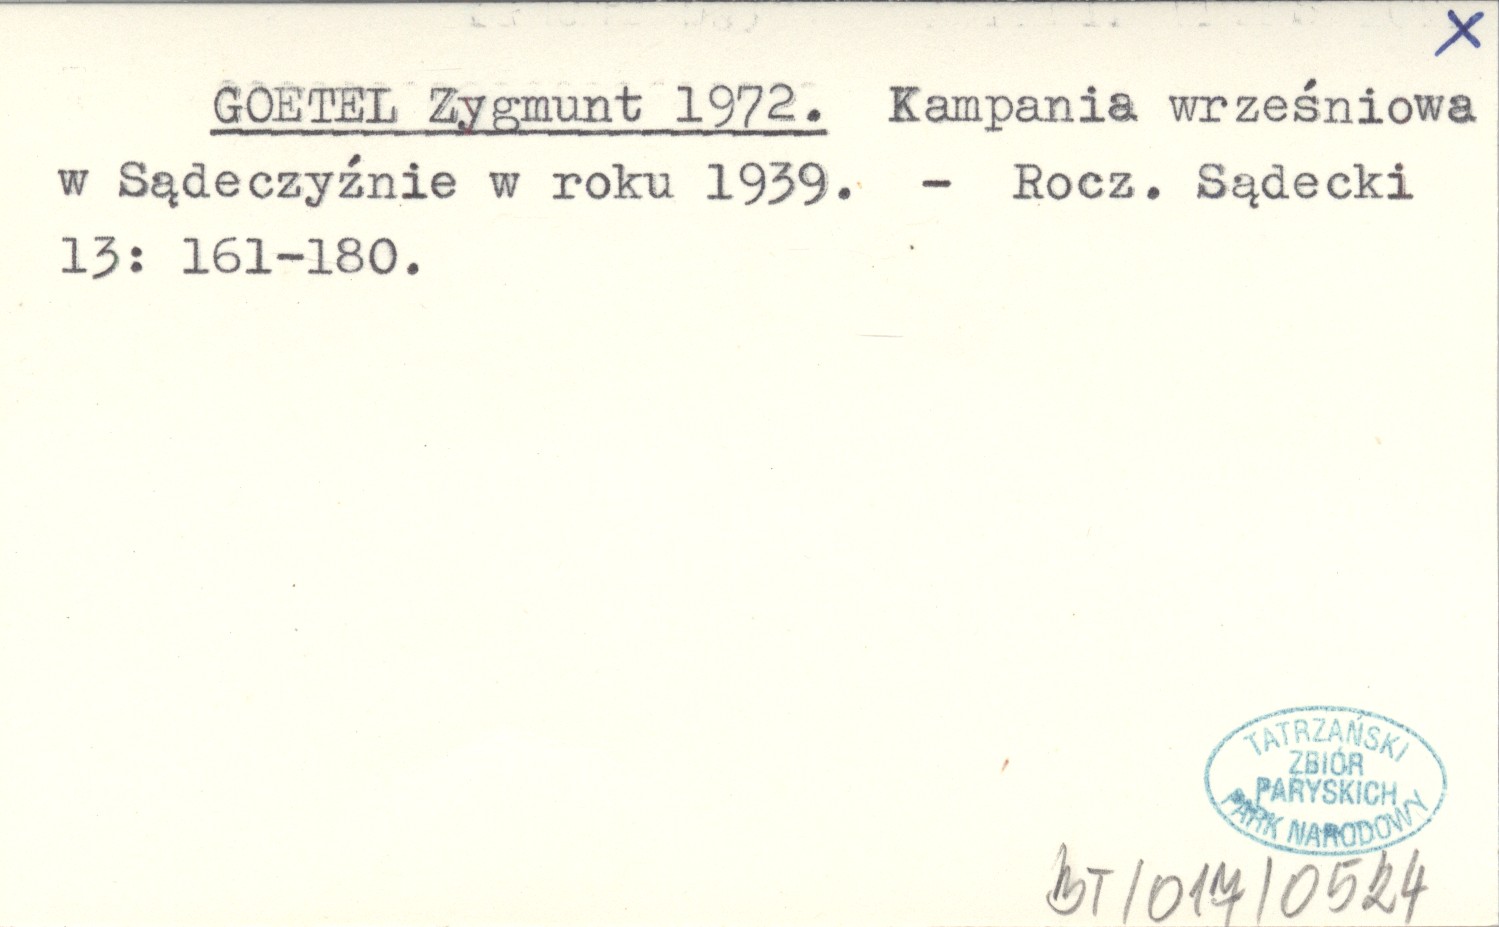 X
GOETEL Zygmunt 1972. Kampania wrześniowa
w Sądeczyźnie w roku 1939. - Rocz. Sądecki
13: 161-180.
TATRZAŃSKI
ZBIÓR
PARYSKICH
PARK NARODOWY
BT/017/0524